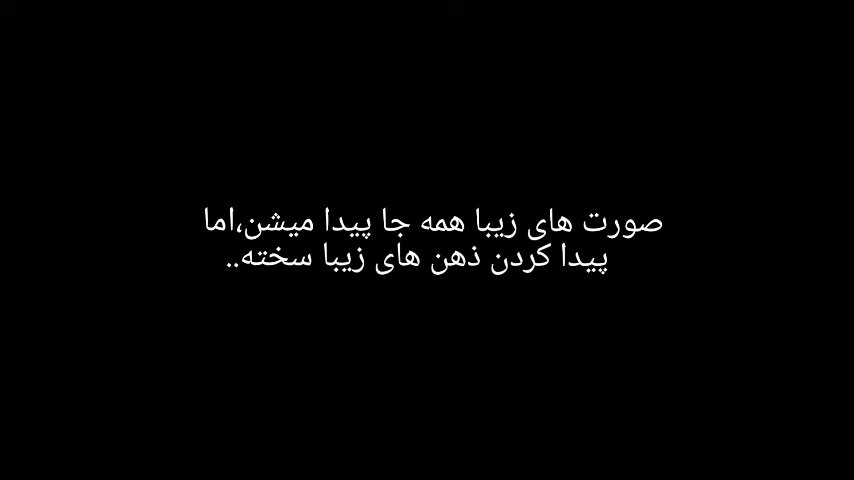 صورت های زیبا همه جا پیدا میشن،اما
پیدا کردن ذهن های زیبا سخته..